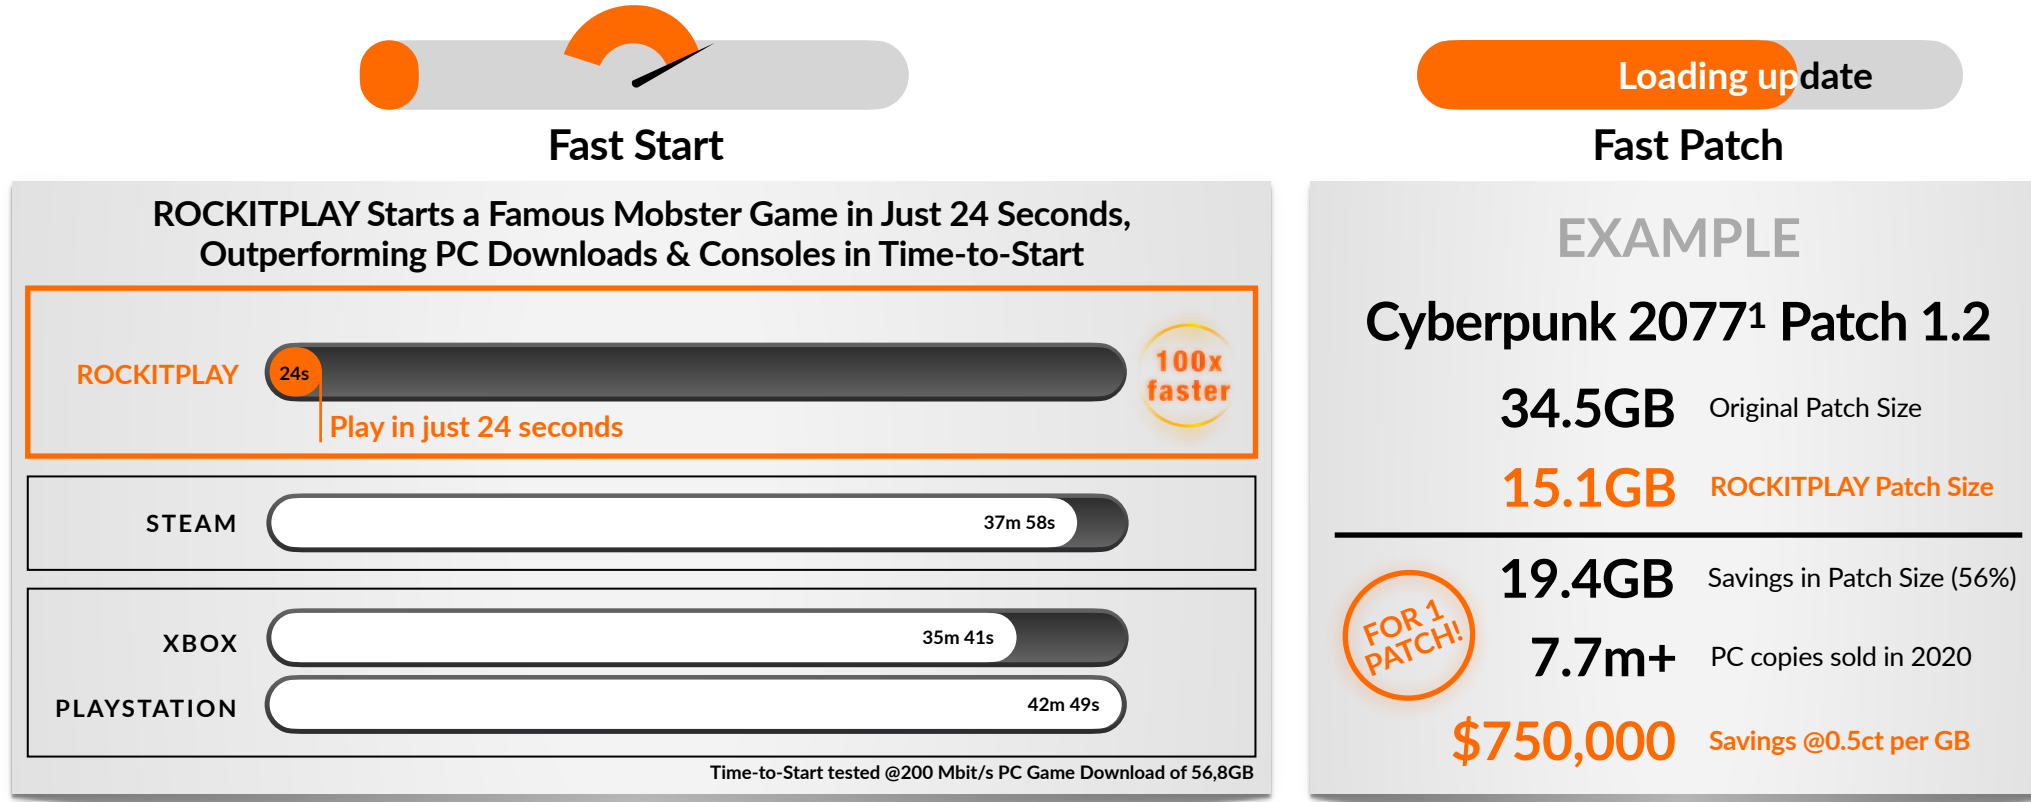 Fast Start
ROCKITPLAY Starts a Famous Mobster Game in Just 24 Seconds,
Outperforming PC Downloads & Consoles in Time-to-Start
ROCKITPLAY
24s
Play in just 24 seconds
100x
faster
STEAM
37m 58s
XBOX
35m 41s
PLAYSTATION
42m 49s
Time-to-Start tested @200 Mbit/s PC Game Download of 56,8GB
Loading update
Fast Patch
EXAMPLE
Cyberpunk 2077¹ Patch 1.2
34.5GB Original Patch Size
15.1GB ROCKITPLAY Patch Size
19.4GB Savings in Patch Size (56%)
FOR 1
PATCH!
7.7m+ PC copies sold in 2020
$750,000 Savings @0.5ct per GB